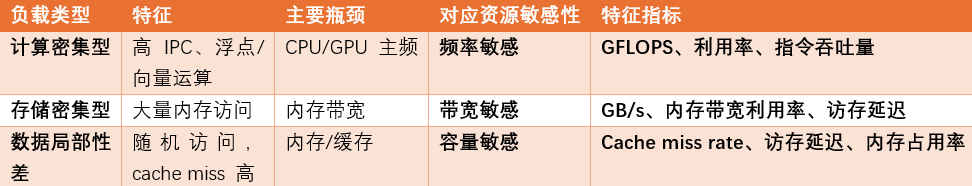 负载类型 特征 主要瓶颈 对应资源敏感性 特征指标
计算密集型 高 IPC、浮点/ CPU/GPU 主频 频率敏感 GFLOPS、利用率、指令吞吐量
向量运算
存储密集型 大量内存访问 内存带宽 带宽敏感 GB/s、内存带宽利用率、访存延迟
数据局部性 随机访问, 内存/缓存 容量敏感 Cache miss rate、访存延迟、内存占用率
差 cache miss 高